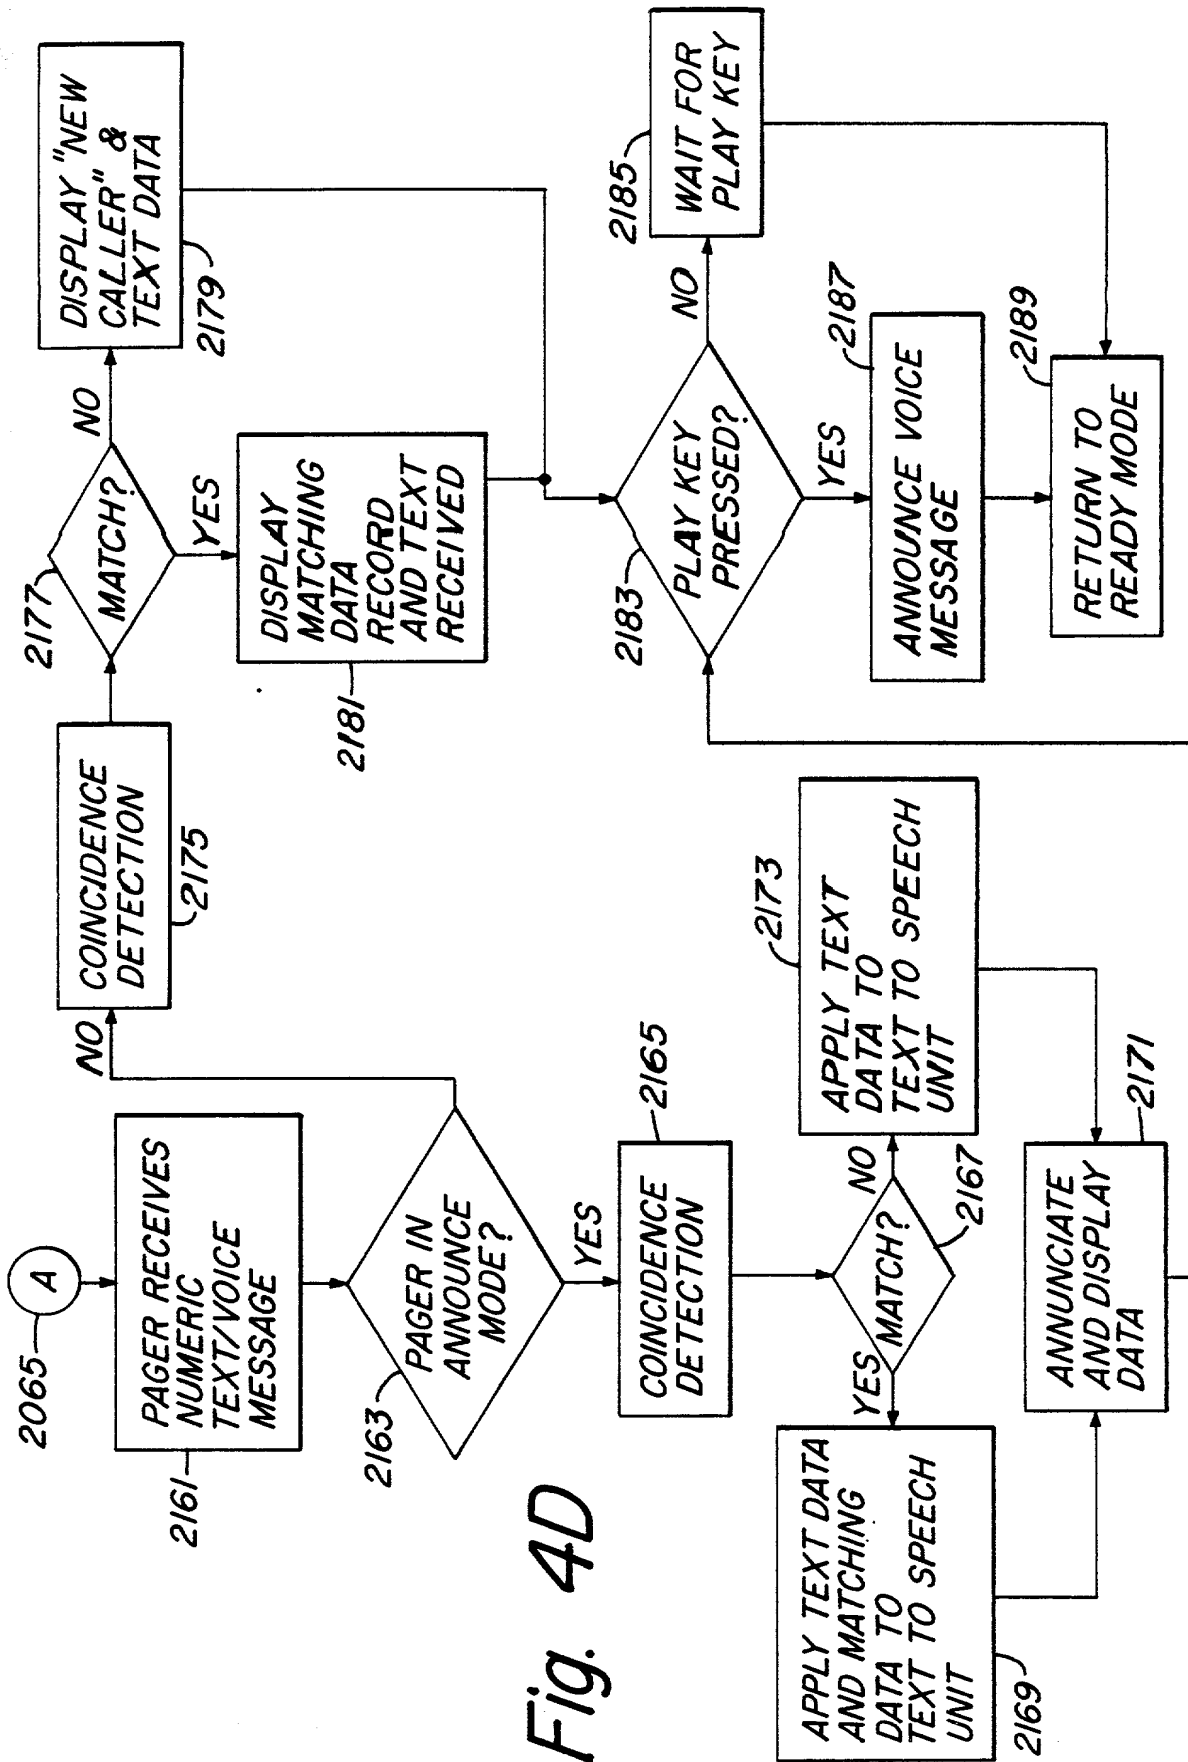 2065
A
2161
PAGER RECEIVES
NUMERIC
TEXT/VOICE
MESSAGE
2163
PAGER IN
ANNOUNCE
MODE?
NO
YES
COINCIDENCE
DETECTION
2165
MATCH?
2167
YES
NO
APPLY TEXT DATA
AND MATCHING
DATA TO
TEXT TO SPEECH
UNIT
2169
APPLY TEXT
DATA TO
TEXT TO SPEECH
UNIT
2173
ANNUNCIATE
AND DISPLAY
DATA
2171
COINCIDENCE
DETECTION
2175
2177
MATCH?
NO
YES
DISPLAY "NEW
CALLER" &
TEXT DATA
2179
DISPLAY
MATCHING
DATA
RECORD
AND TEXT
RECEIVED
2181
2183
PLAY KEY
PRESSED?
NO
YES
2185
WAIT FOR
PLAY KEY
2187
ANNOUNCE VOICE
MESSAGE
2189
RETURN TO
READY MODE
Fig. 4D